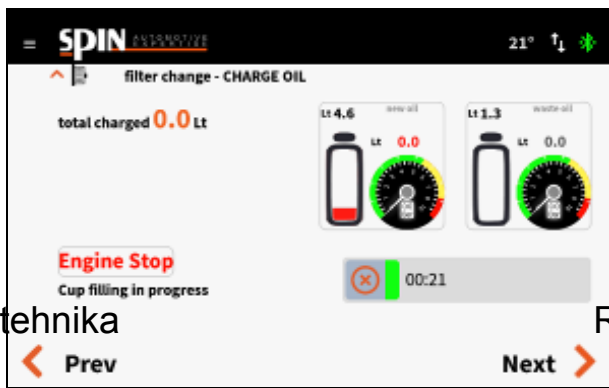 SPIN AUTOMOTIVE EXPERTISE 21°
filter change - CHARGE OIL
total charged 0.0 Lt
Lt 4.6 new oil
Lt 0.0
Lt 1.3 waste oil
Lt 0.0
Engine Stop
Cup filling in progress
00:21
tehnika R
Prev Next